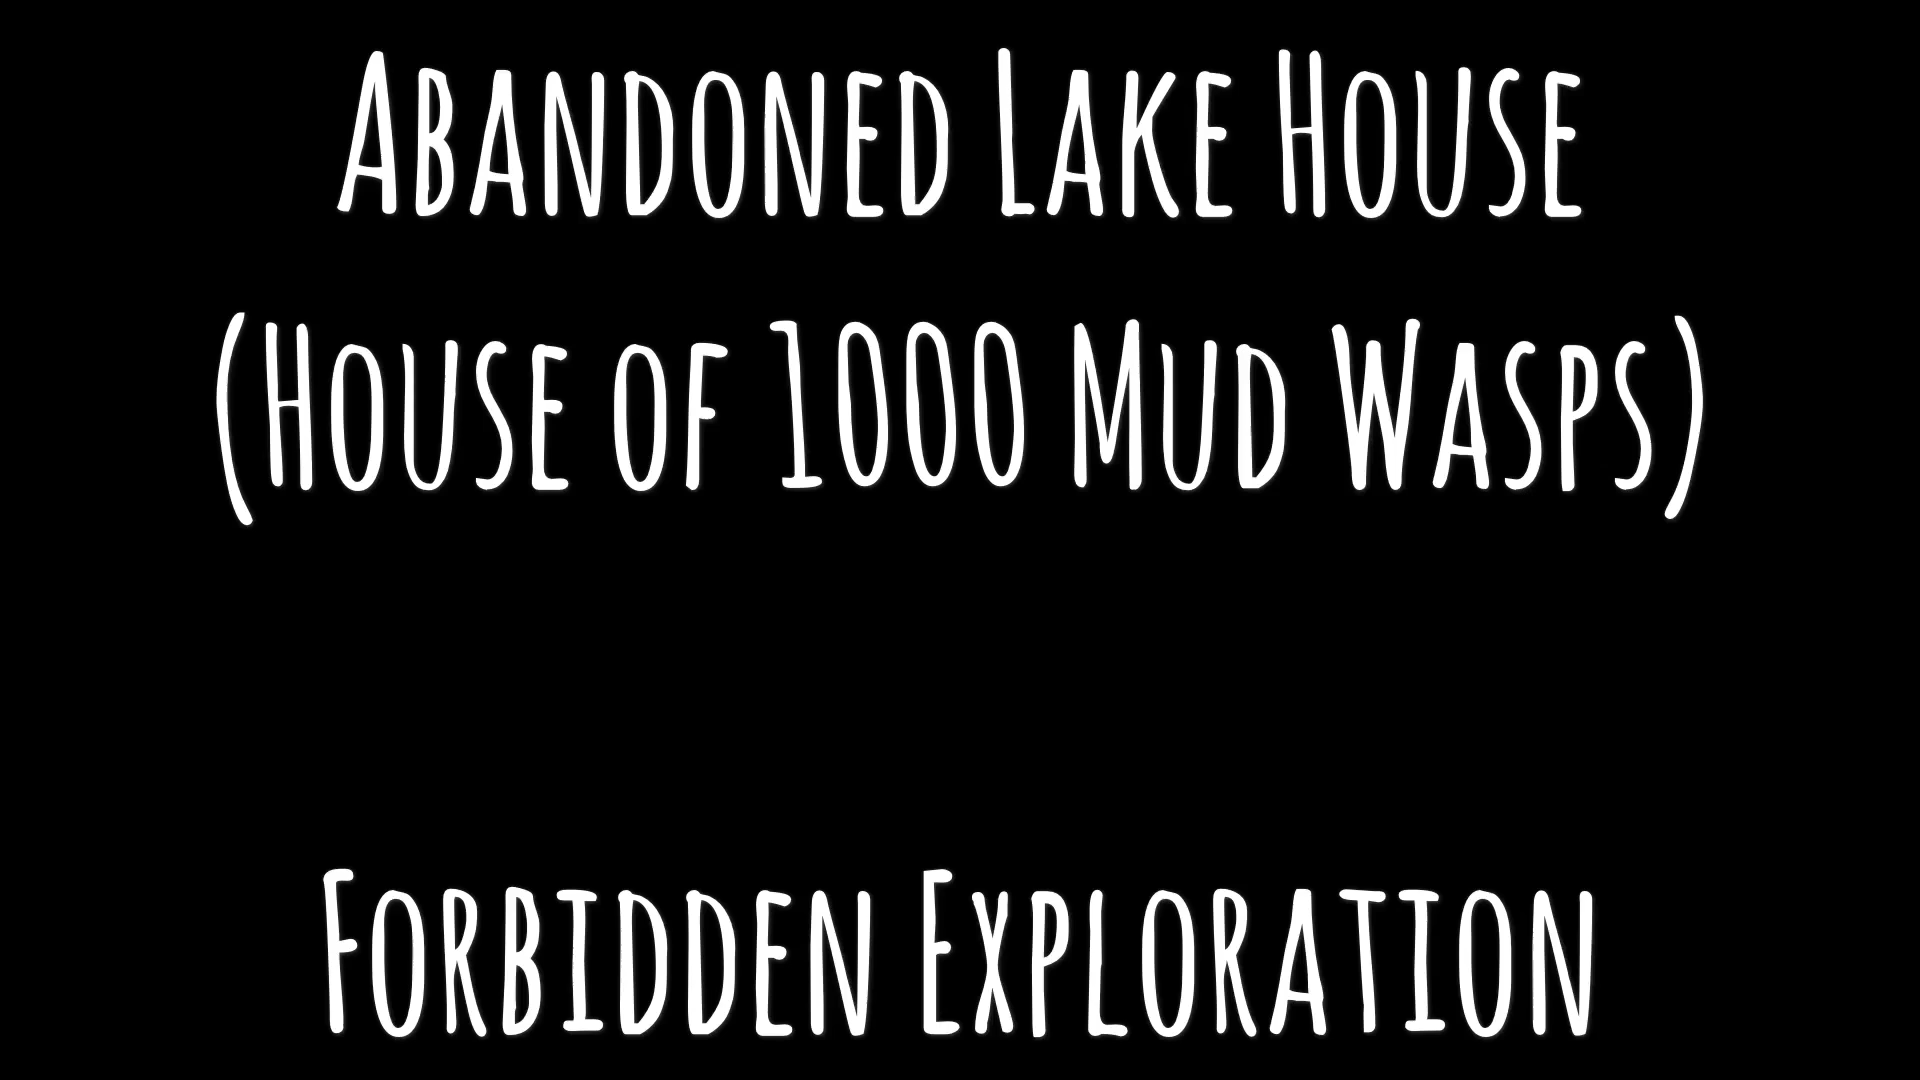 Abandoned Lake House
(House of 1000 Mud Wasps)
Forbidden Exploration